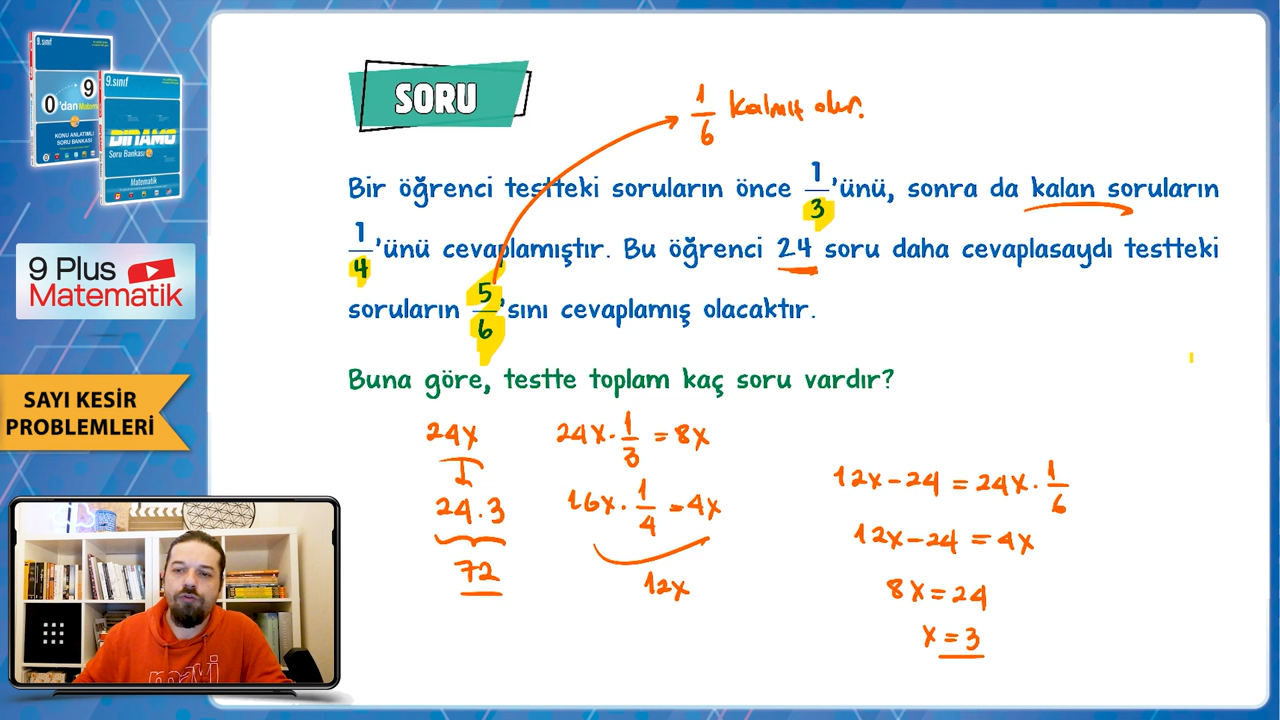 9.sınıf
0'dan 9
KONU ANLATIMLI
SORU BANKASI
9.sınıf
DİNAMO
Soru Bankası
Matematik
9 Plus
Matematik
SAYI KESİR
PROBLEMLERİ
SORU
1/6 kalmış olur.
Bir öğrenci testteki soruların önce 1/3'ünü, sonra da kalan soruların
1/4'ünü cevaplamıştır. Bu öğrenci 24 soru daha cevaplasaydı testteki
soruların 5/6'sını cevaplamış olacaktır.
Buna göre, testte toplam kaç soru vardır?
24x
24.3
72
24x . 1/3 = 8x
16x . 1/4 = 4x
12x
12x - 24 = 24x . 1/6
12x - 24 = 4x
8x = 24
x = 3